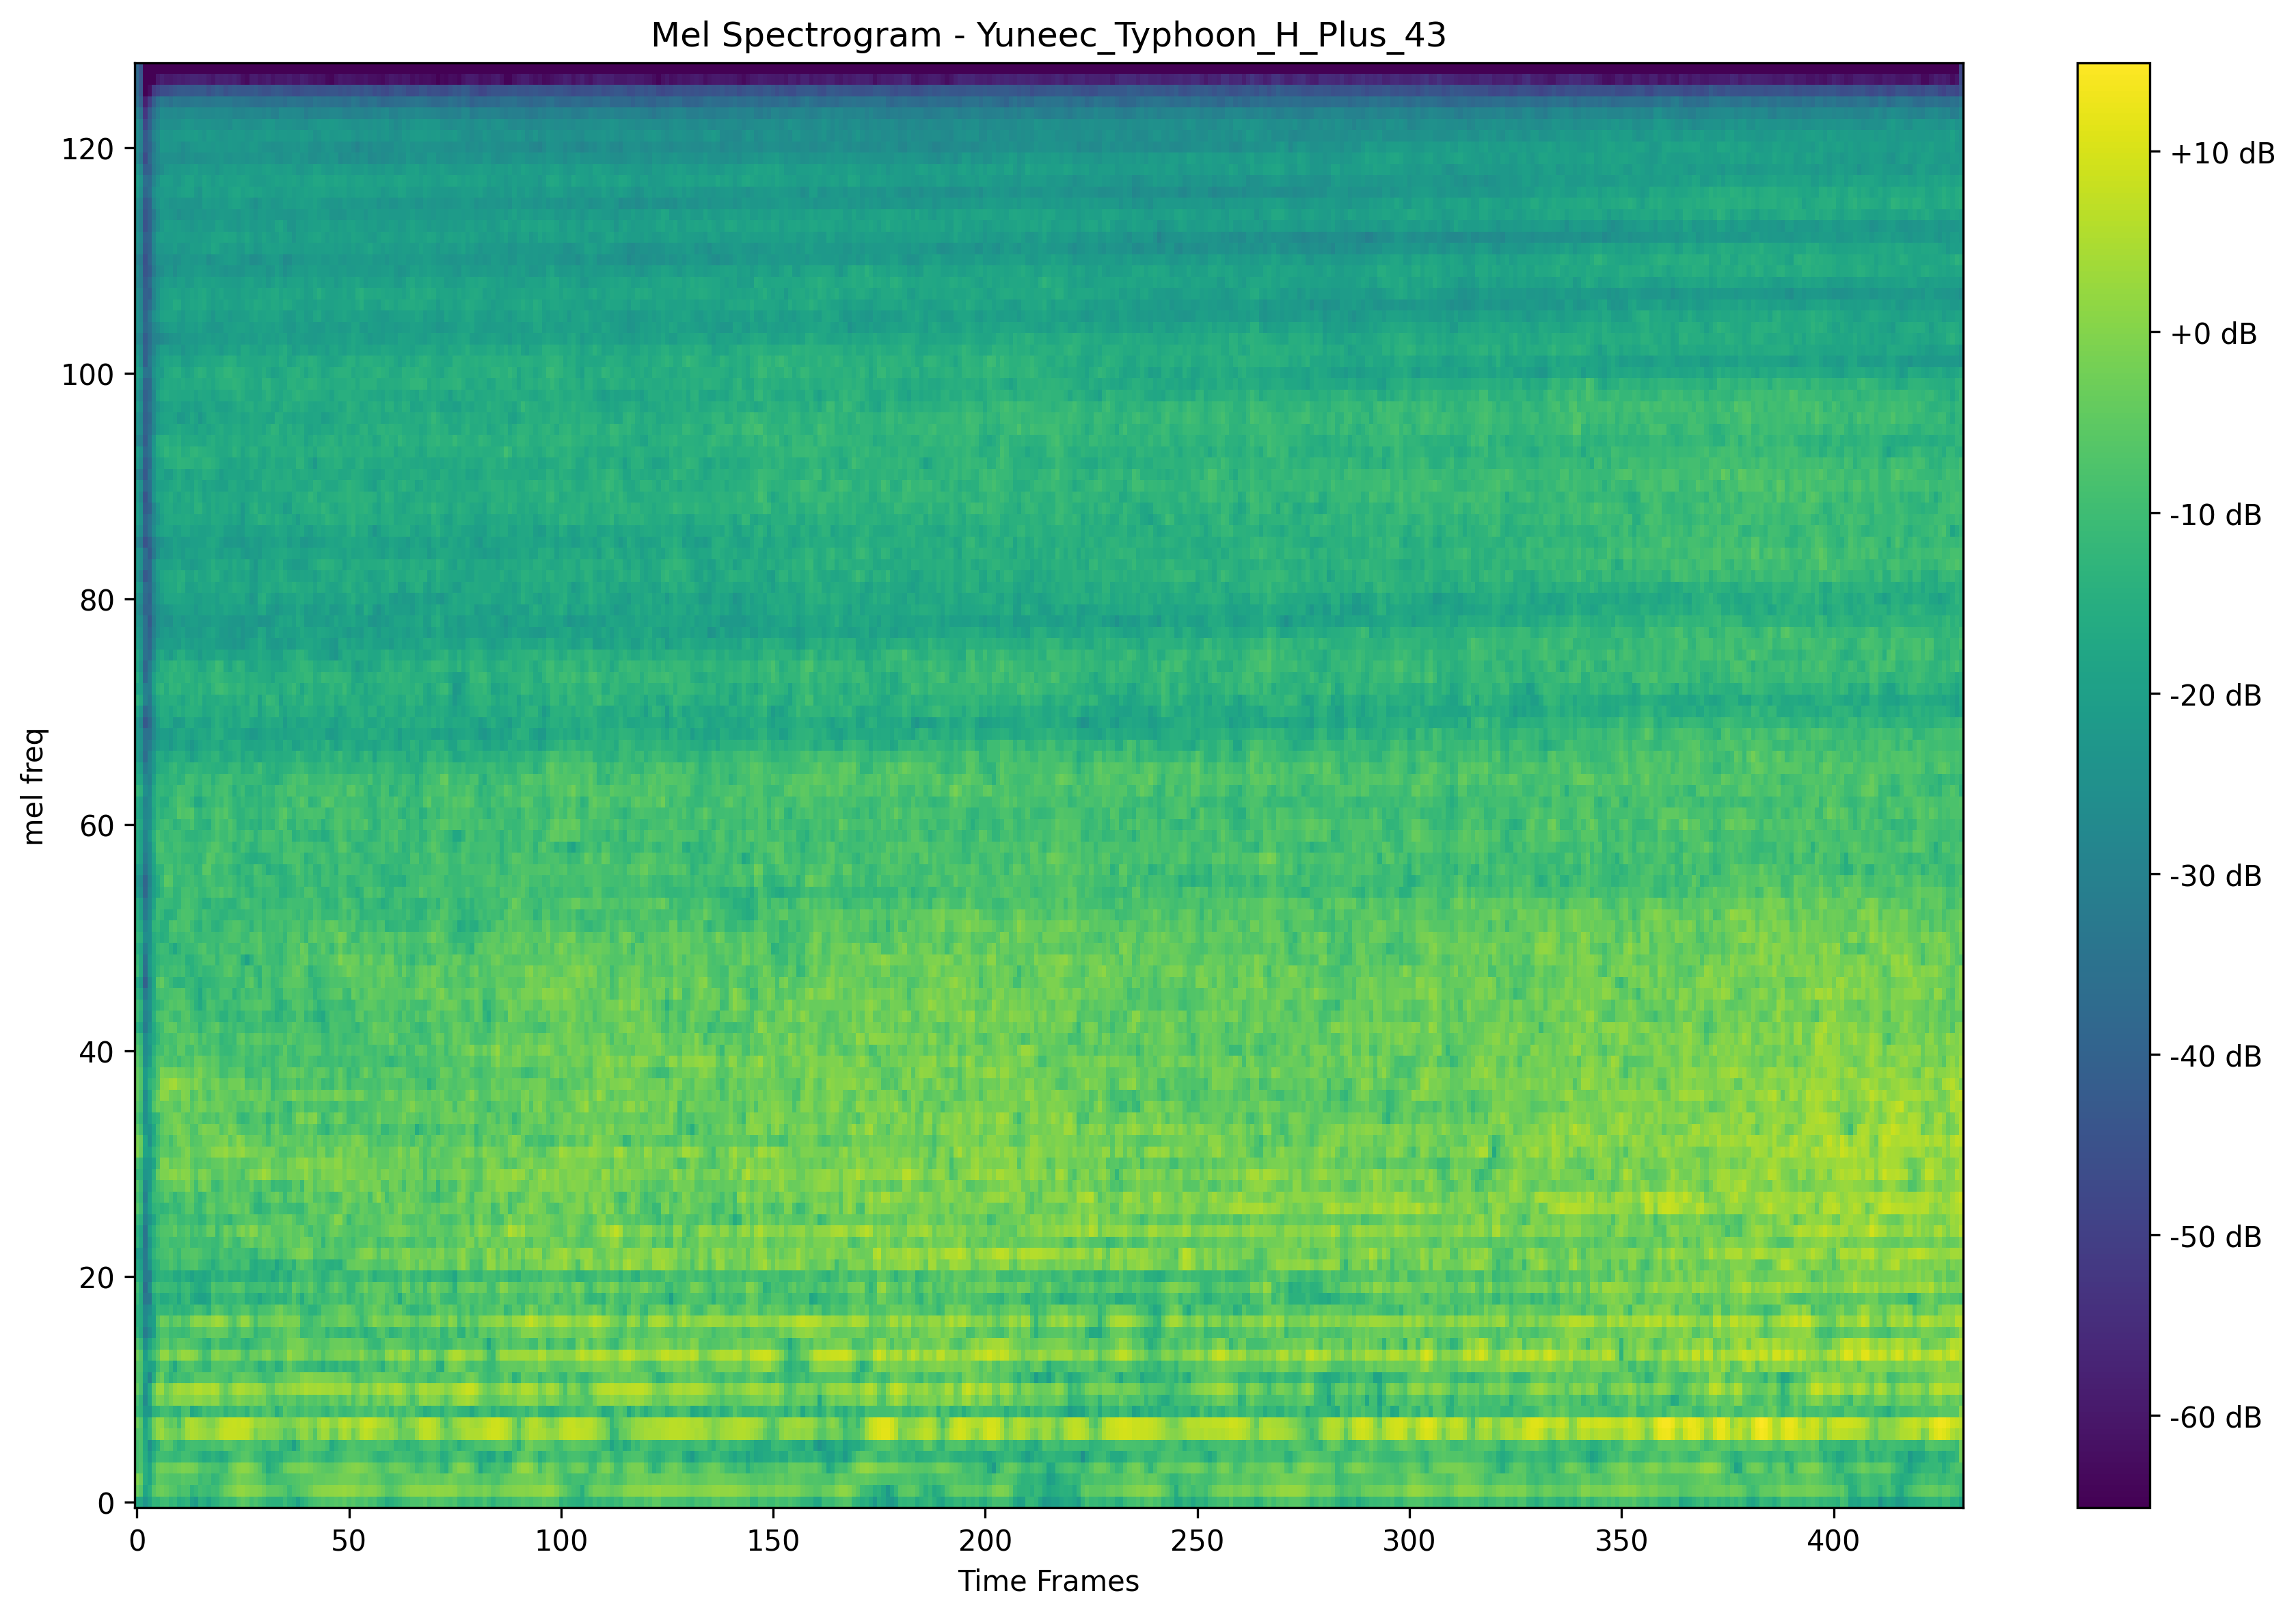 Mel Spectrogram - Yuneec_Typhoon_H_Plus_43
mel freq
120
100
80
60
40
20
0
0 50 100 150 200 250 300 350 400
Time Frames
+10 dB
+0 dB
-10 dB
-20 dB
-30 dB
-40 dB
-50 dB
-60 dB